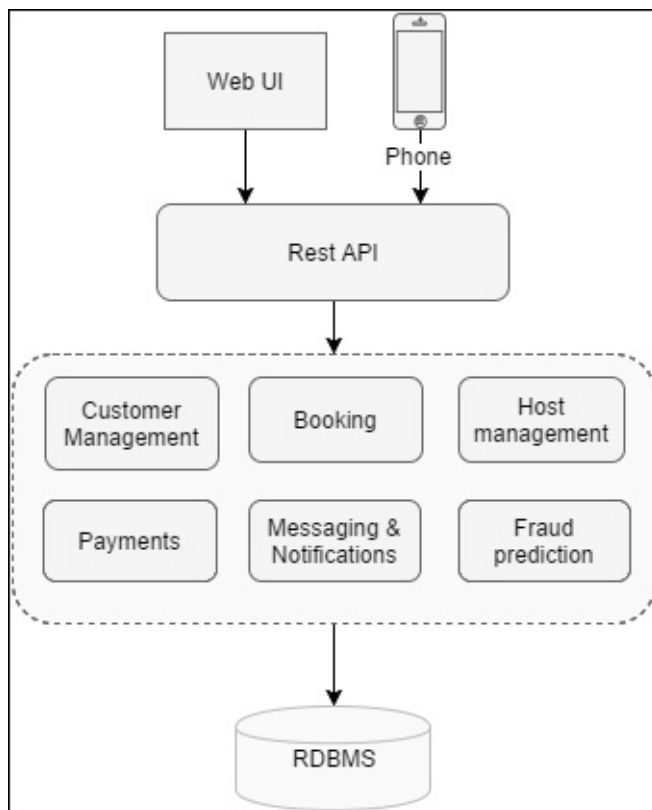 Web UI
Phone
Rest API
Customer
Management
Booking
Host
management
Payments
Messaging &
Notifications
Fraud
prediction
RDBMS